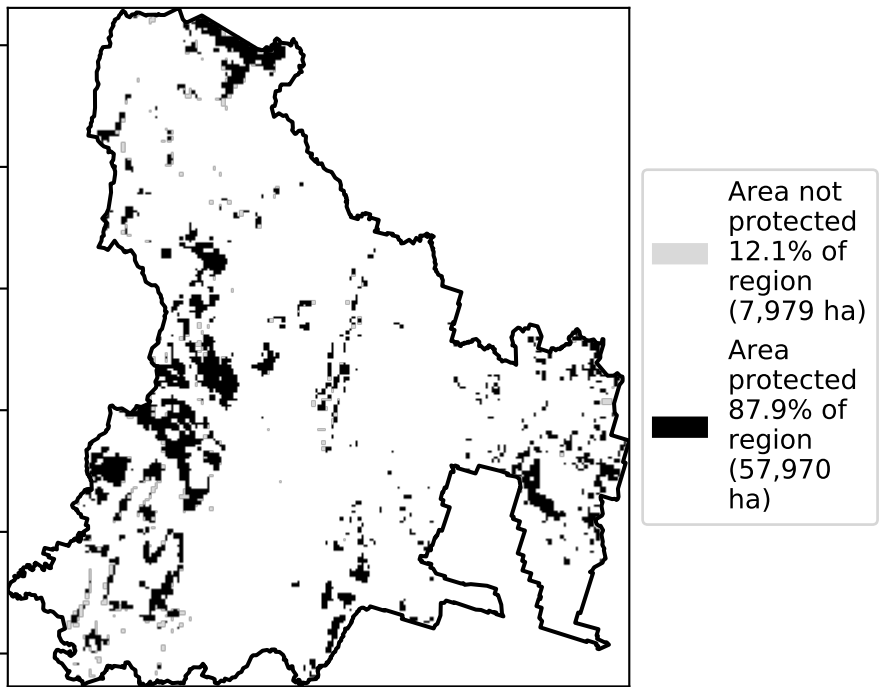 Area not
protected
12.1% of
region
(7,979 ha)
Area
protected
87.9% of
region
(57,970
ha)